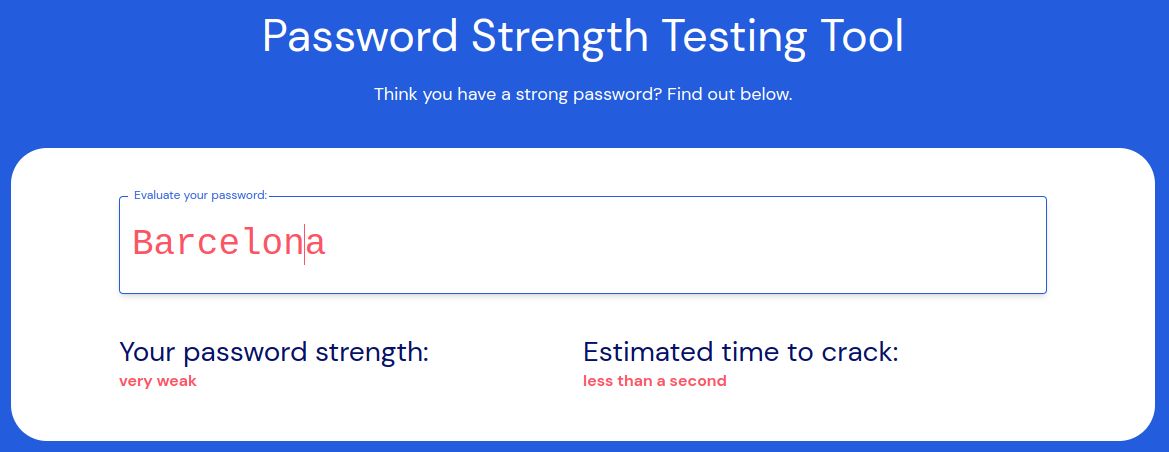 Password Strength Testing Tool
Think you have a strong password? Find out below.
Evaluate your password:
Barcelona
Your password strength:
very weak
Estimated time to crack:
less than a second